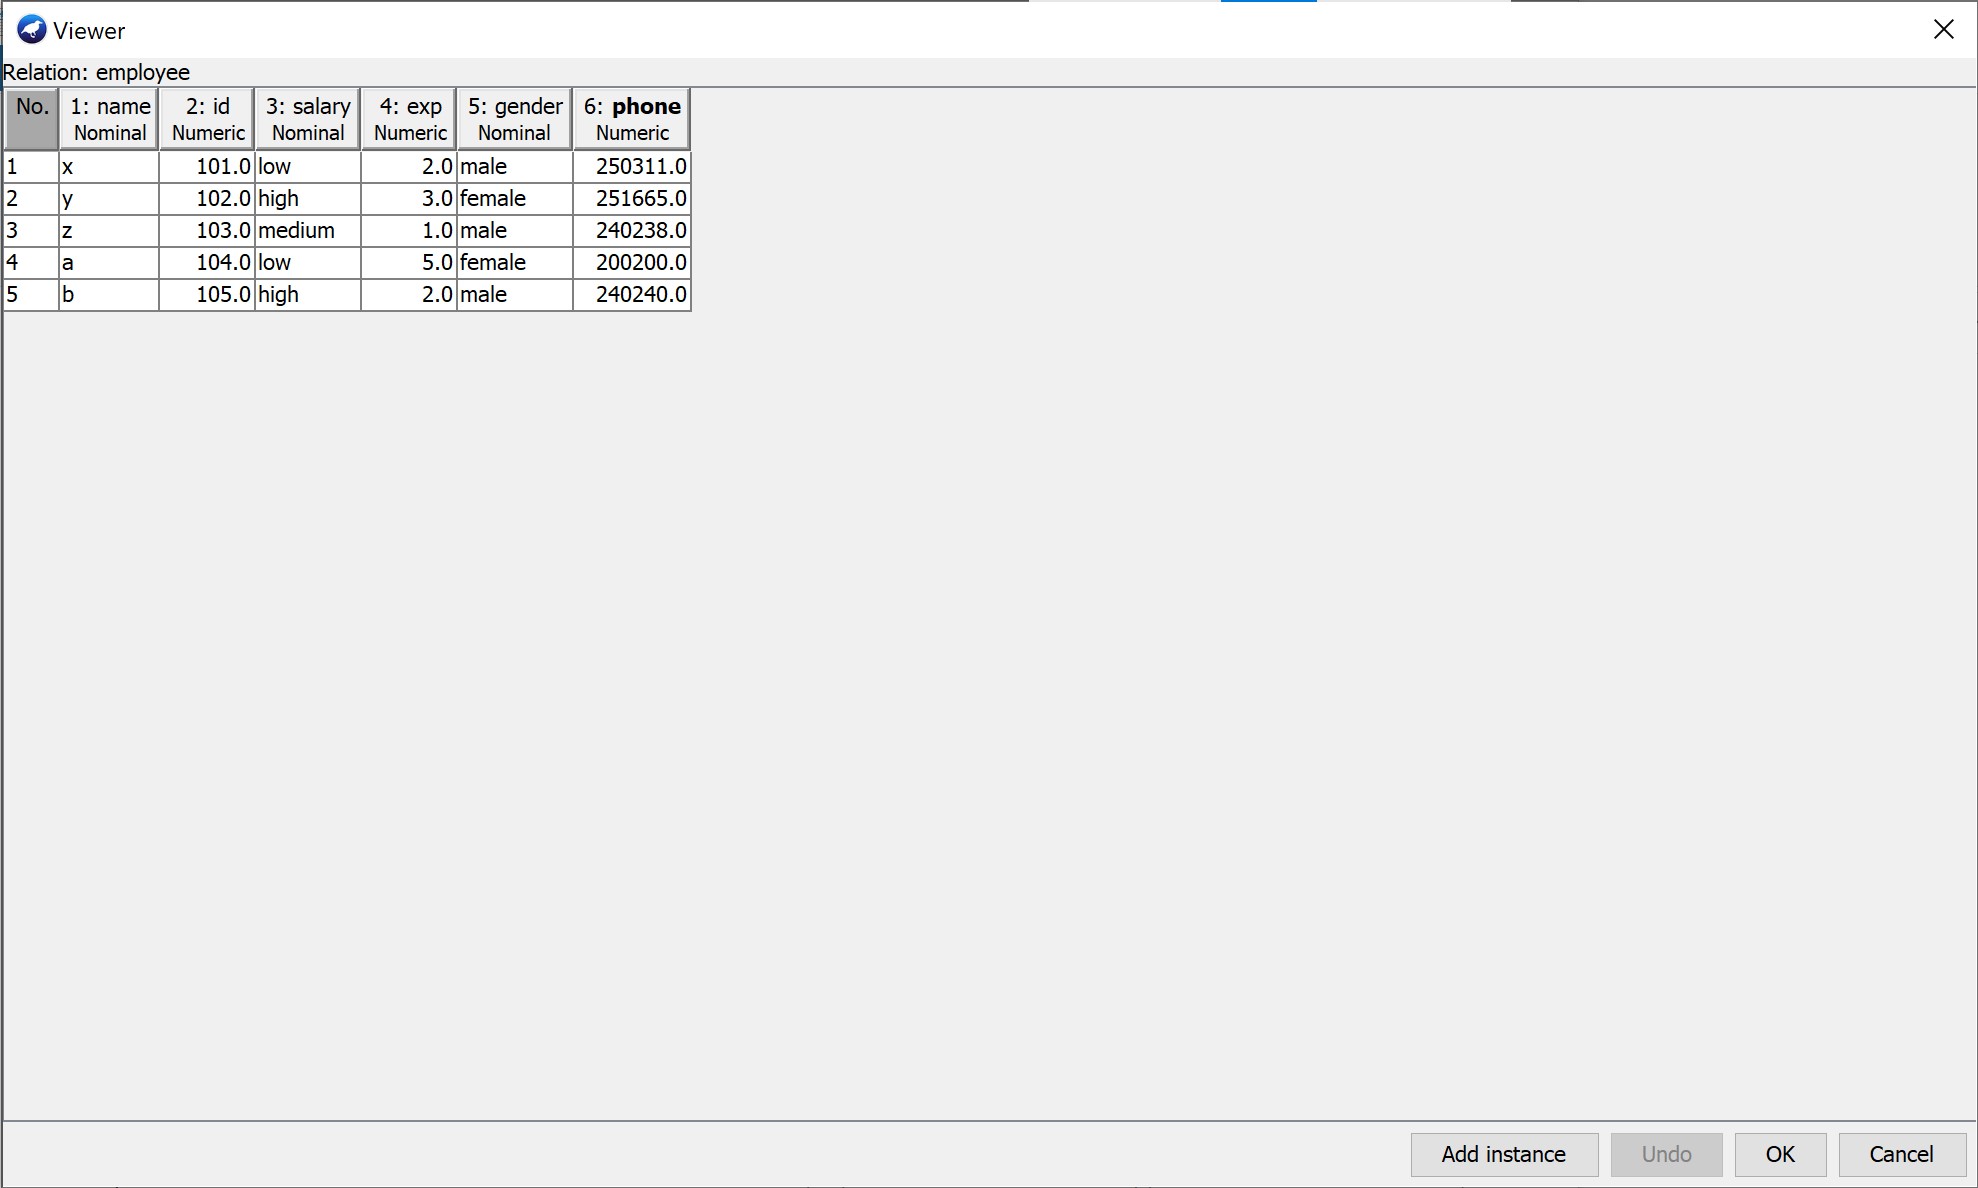 Viewer
Relation: employee
No. 1: name 2: id 3: salary 4: exp 5: gender 6: phone
Nominal Numeric Nominal Numeric Nominal Numeric
1 x 101.0 low 2.0 male 250311.0
2 y 102.0 high 3.0 female 251665.0
3 z 103.0 medium 1.0 male 240238.0
4 a 104.0 low 5.0 female 200200.0
5 b 105.0 high 2.0 male 240240.0
Add instance Undo OK Cancel